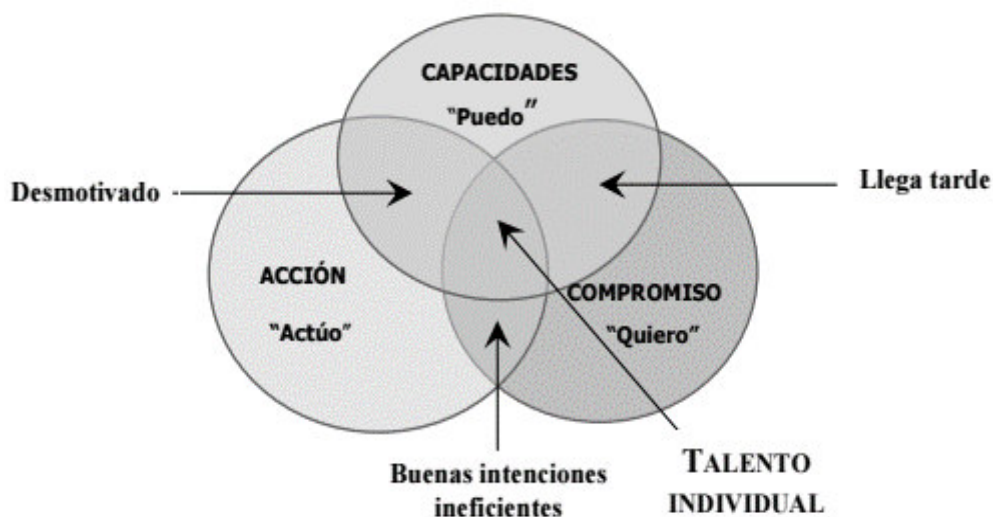 CAPACIDADES
"Puedo"
Desmotivado
Llega tarde
ACCIÓN
"Actúo"
COMPROMISO
"Quiero"
Buenas intenciones
ineficientes
TALENTO
INDIVIDUAL